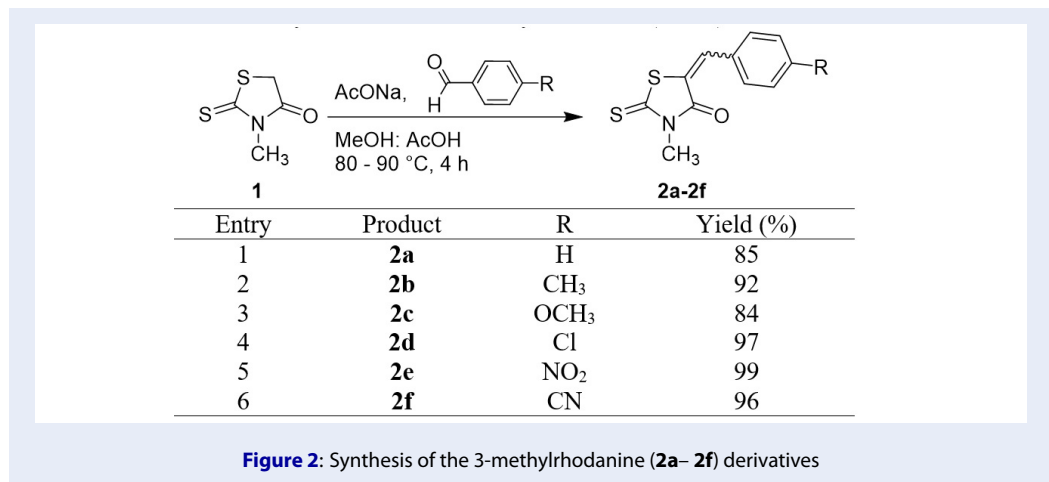 S
S
N
O
CH₃
1
AcONa,
O
H
R
MeOH: AcOH
80 - 90 °C, 4 h
S
S
N
O
CH₃
R
2a-2f
Entry Product R Yield (%)
1 2a H 85
2 2b CH₃ 92
3 2c OCH₃ 84
4 2d Cl 97
5 2e NO₂ 99
6 2f CN 96
Figure 2: Synthesis of the 3-methylrhodanine (2a– 2f) derivatives